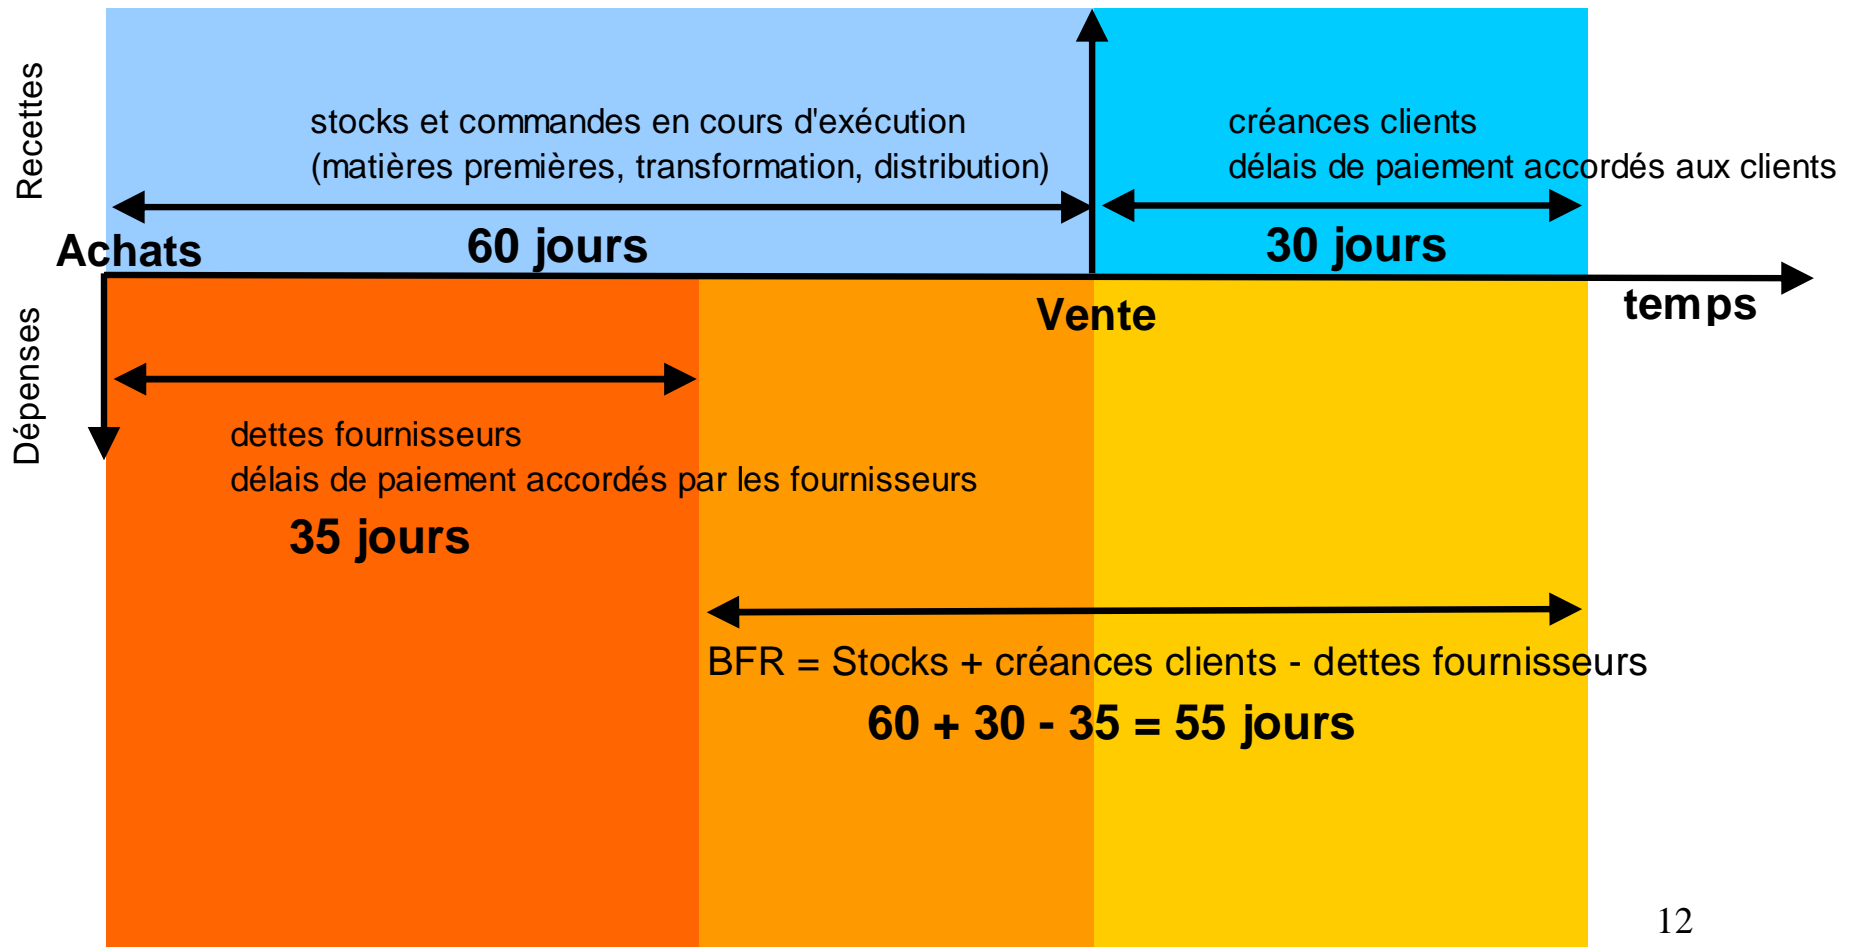 Recettes
stocks et commandes en cours d'exécution
(matières premières, transformation, distribution)
créances clients
délais de paiement accordés aux clients
Achats
60 jours
30 jours
Vente
temps
Dépenses
dettes fournisseurs
délais de paiement accordés par les fournisseurs
35 jours
BFR = Stocks + créances clients - dettes fournisseurs
60 + 30 - 35 = 55 jours
12